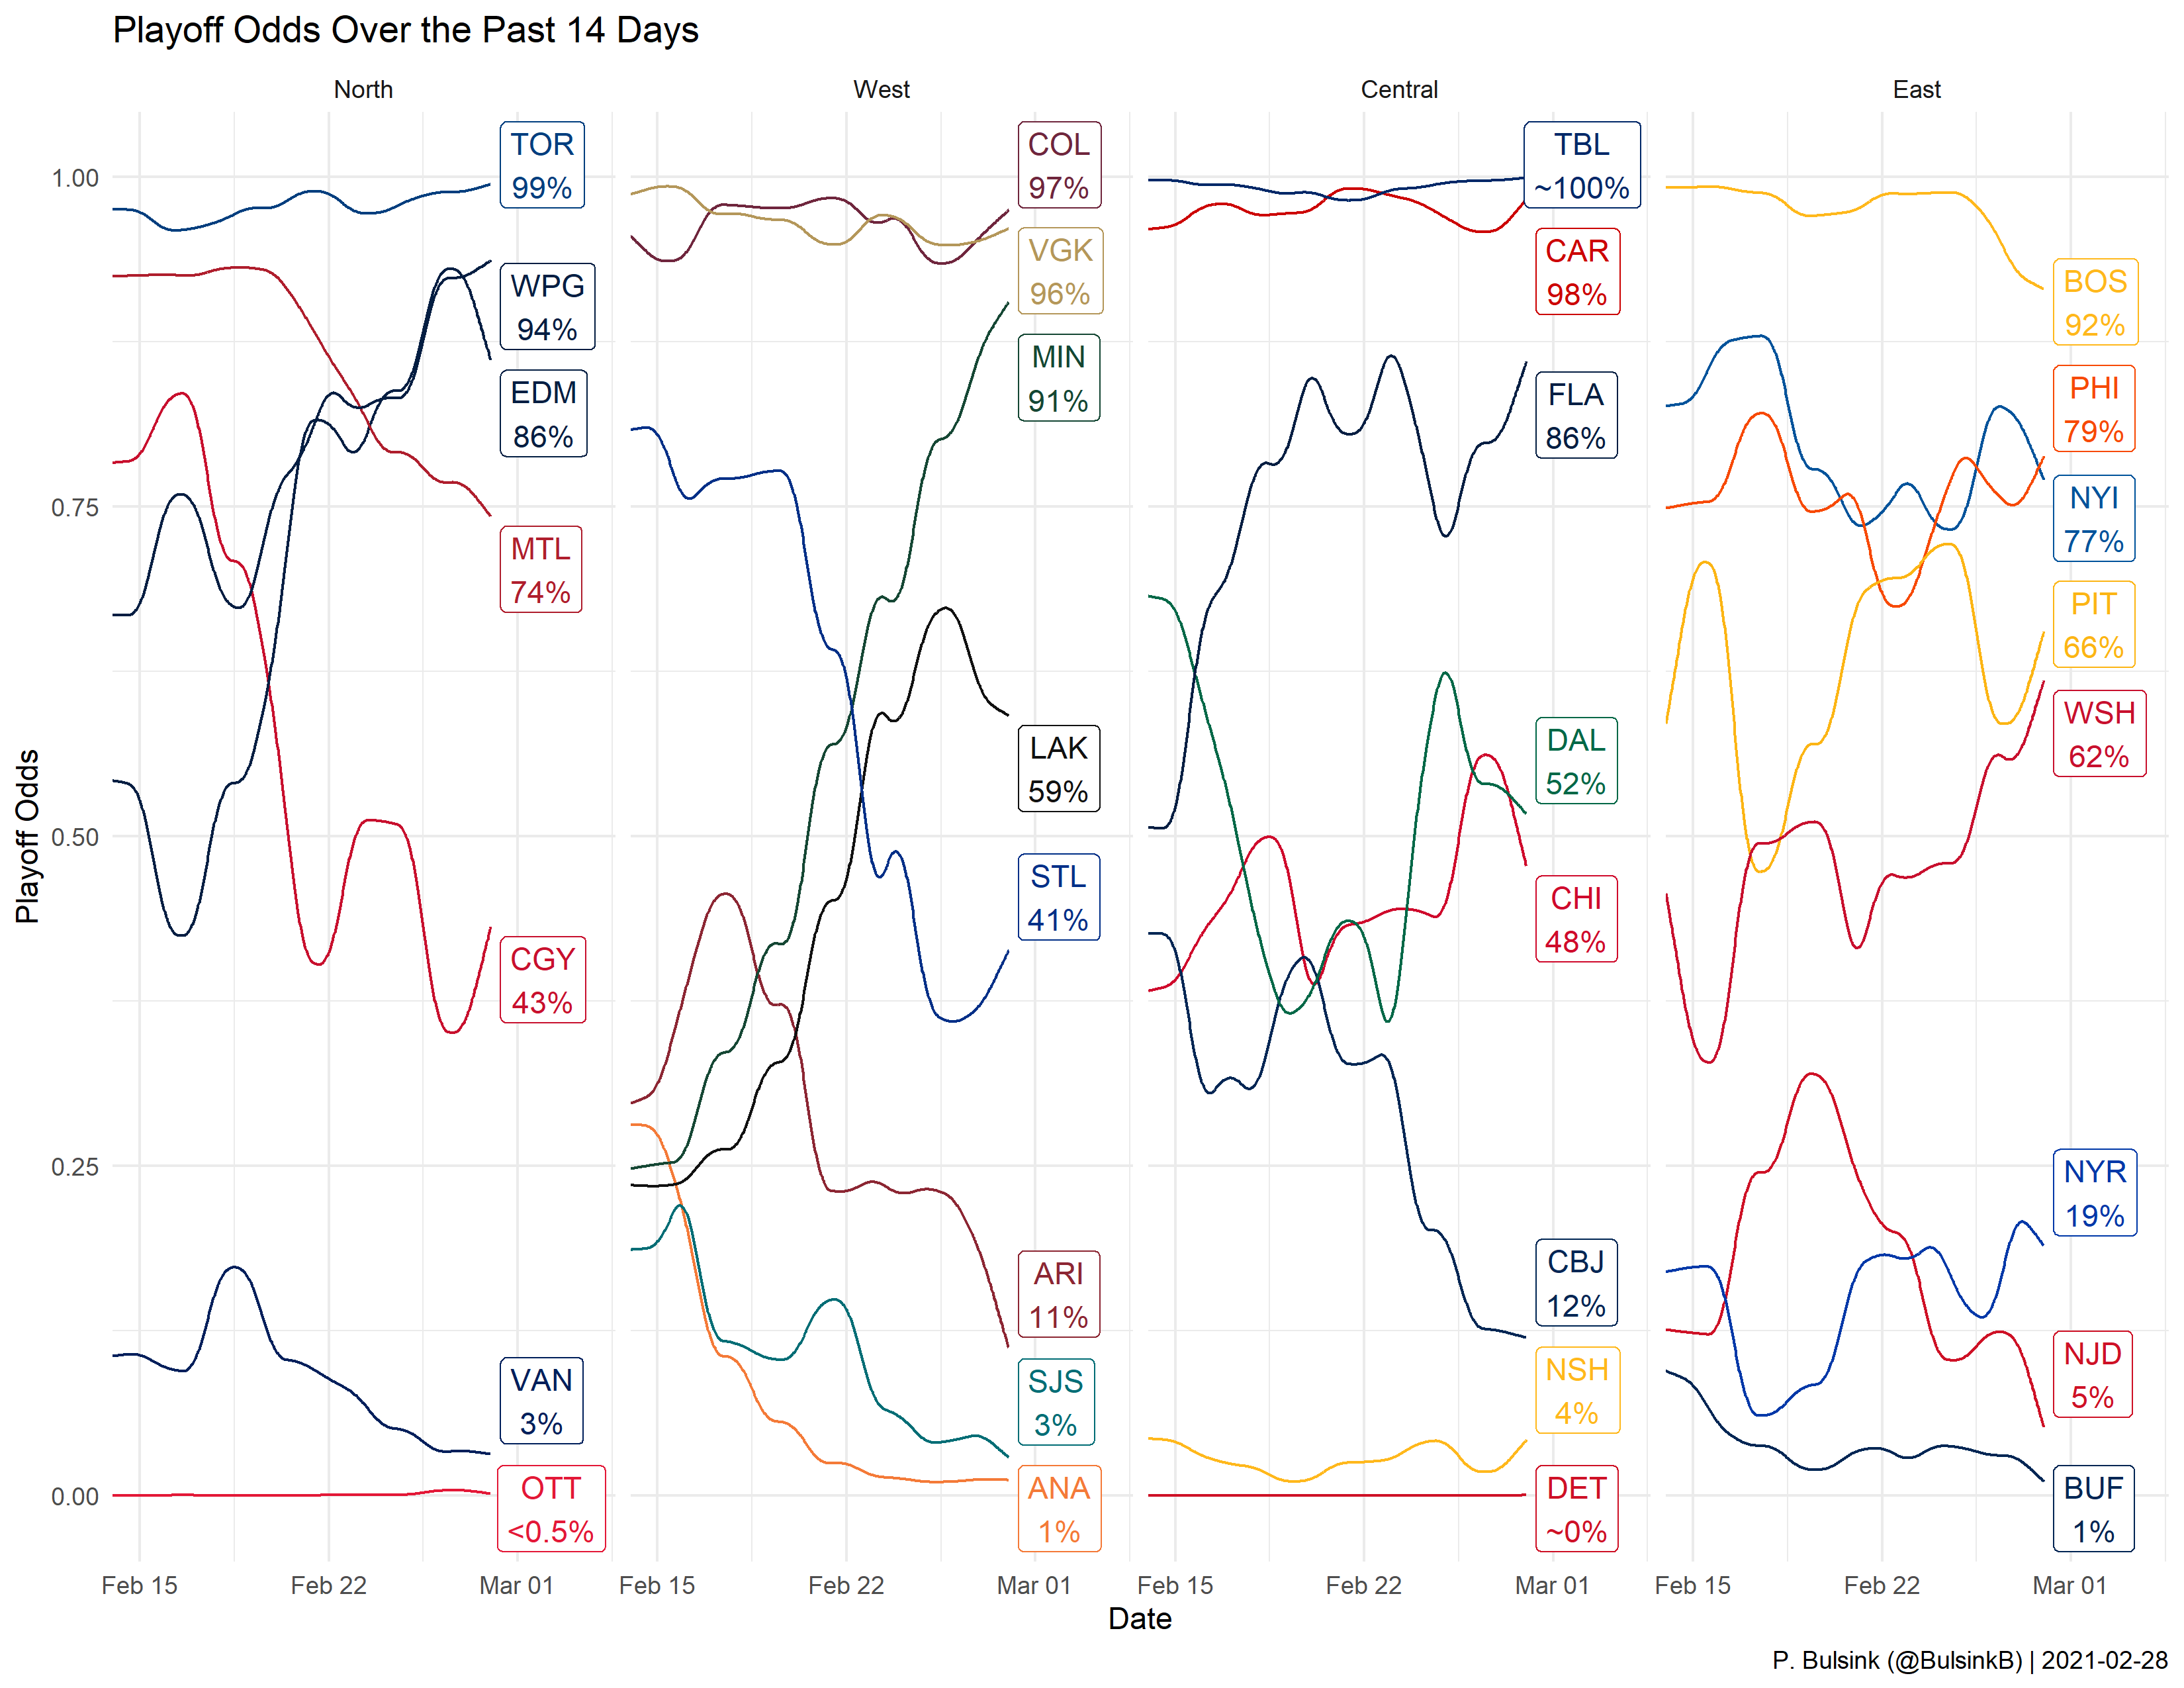 Playoff Odds Over the Past 14 Days
North
West
Central
East
Playoff Odds
1.00
0.75
0.50
0.25
0.00
TOR
99%
WPG
94%
EDM
86%
MTL
74%
CGY
43%
VAN
3%
OTT
<0.5%
COL
97%
VGK
96%
MIN
91%
LAK
59%
STL
41%
ARI
11%
SJS
3%
ANA
1%
TBL
~100%
CAR
98%
FLA
86%
DAL
52%
CHI
48%
CBJ
12%
NSH
4%
DET
~0%
BOS
92%
PHI
79%
NYI
77%
PIT
66%
WSH
62%
NYR
19%
NJD
5%
BUF
1%
Feb 15
Feb 22
Mar 01
Feb 15
Feb 22
Mar 01
Feb 15
Feb 22
Mar 01
Feb 15
Feb 22
Mar 01
Date
P. Bulsink (@BulsinkB) | 2021-02-28